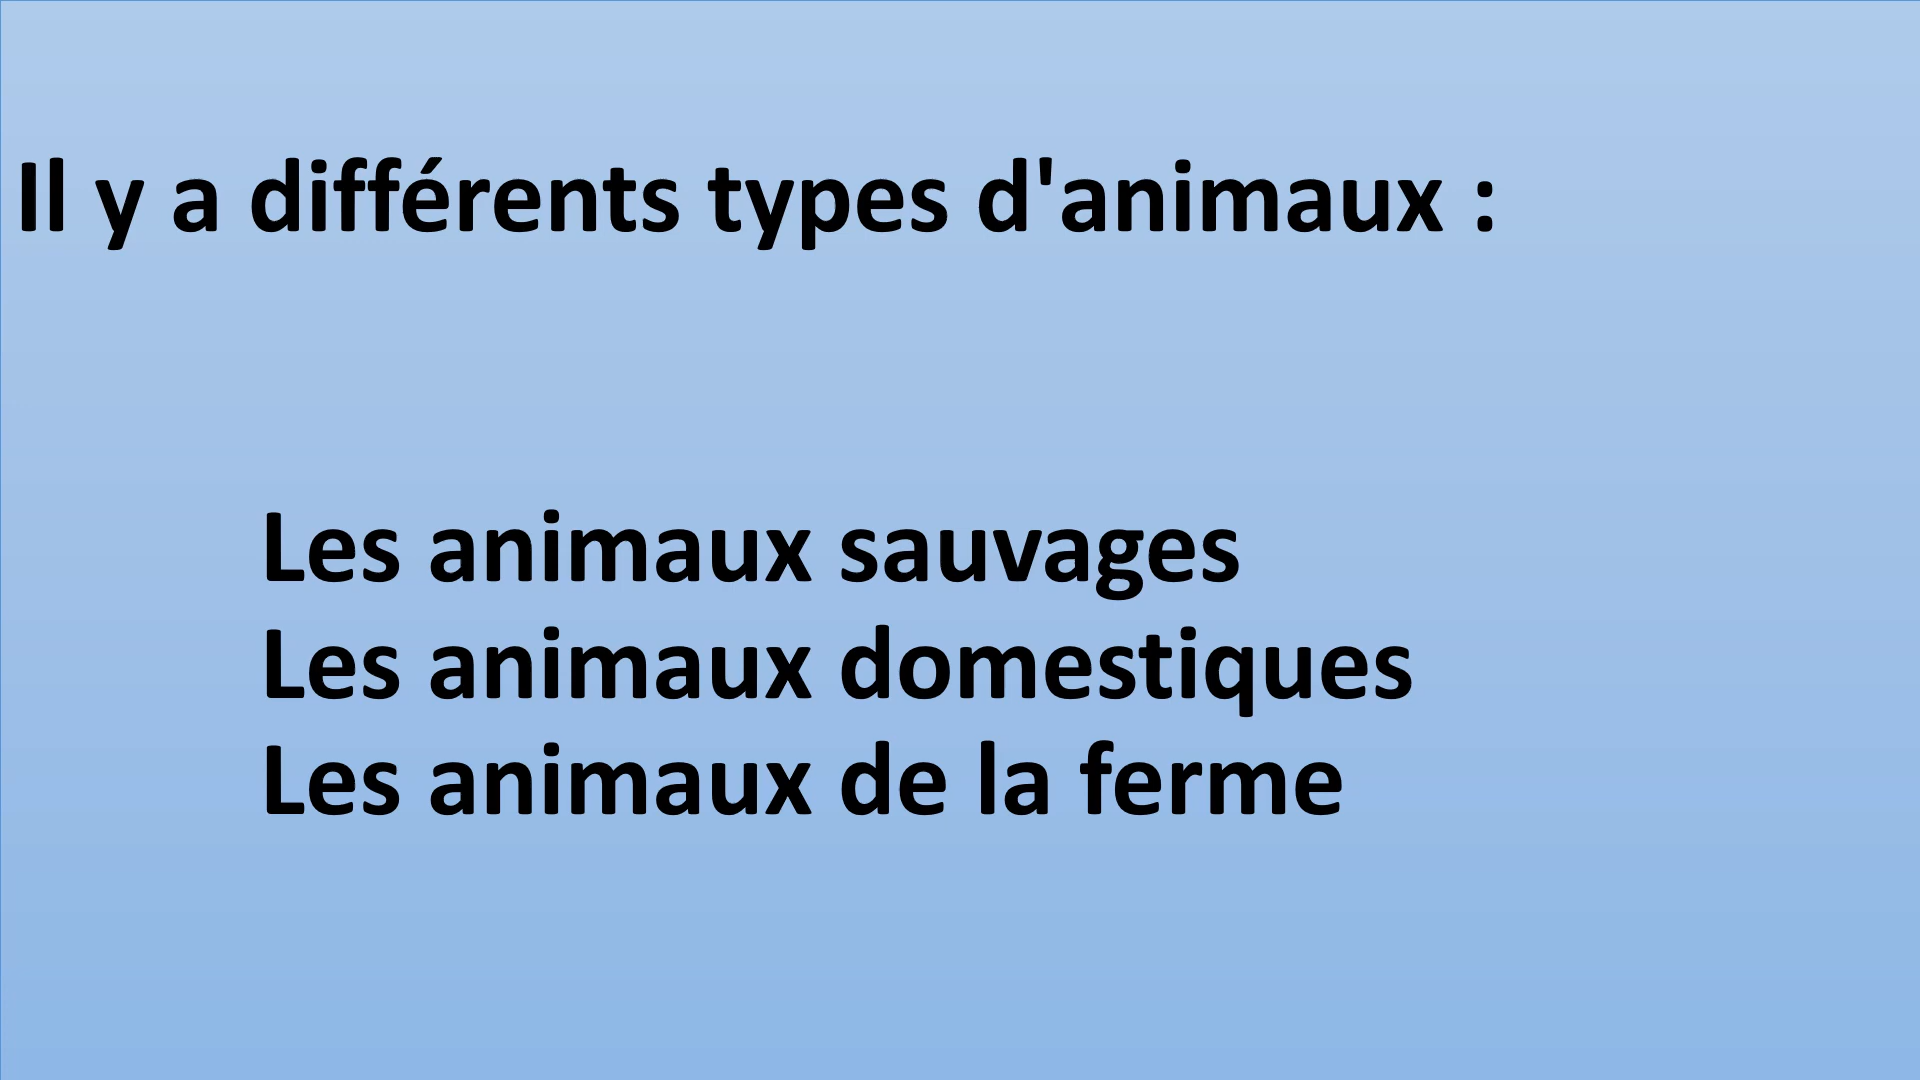 Il y a différents types d'animaux :
Les animaux sauvages
Les animaux domestiques
Les animaux de la ferme